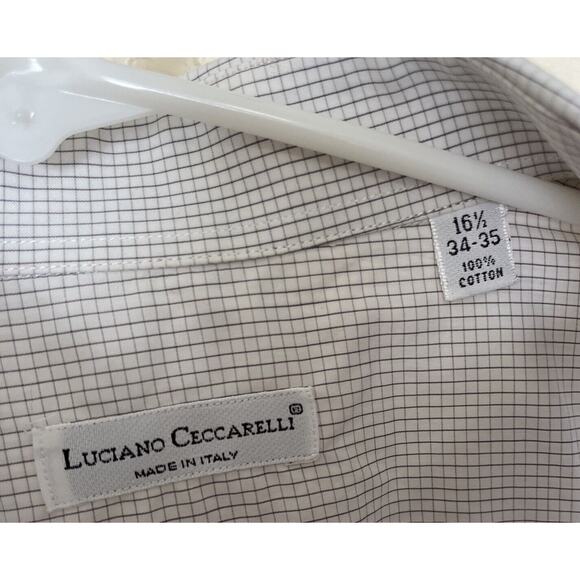 16½
34-35
100%
COTTON
LUCIANO CECCARELLI
MADE IN ITALY